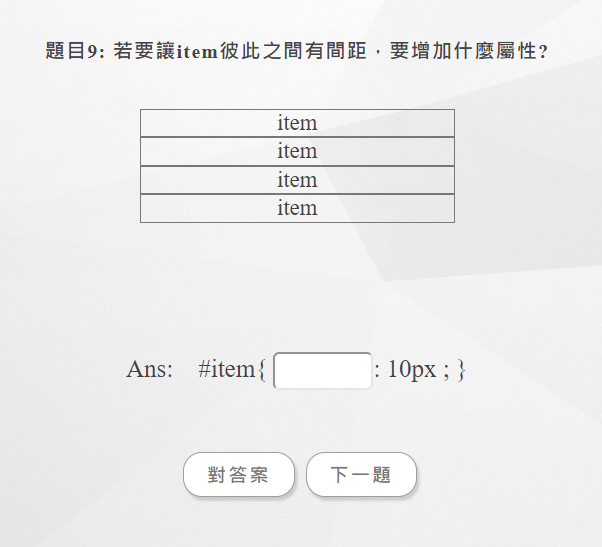 題目9: 若要讓item彼此之間有間距，要增加什麼屬性?
item
item
item
item
Ans: #item{ : 10px ; }
對答案 下一題